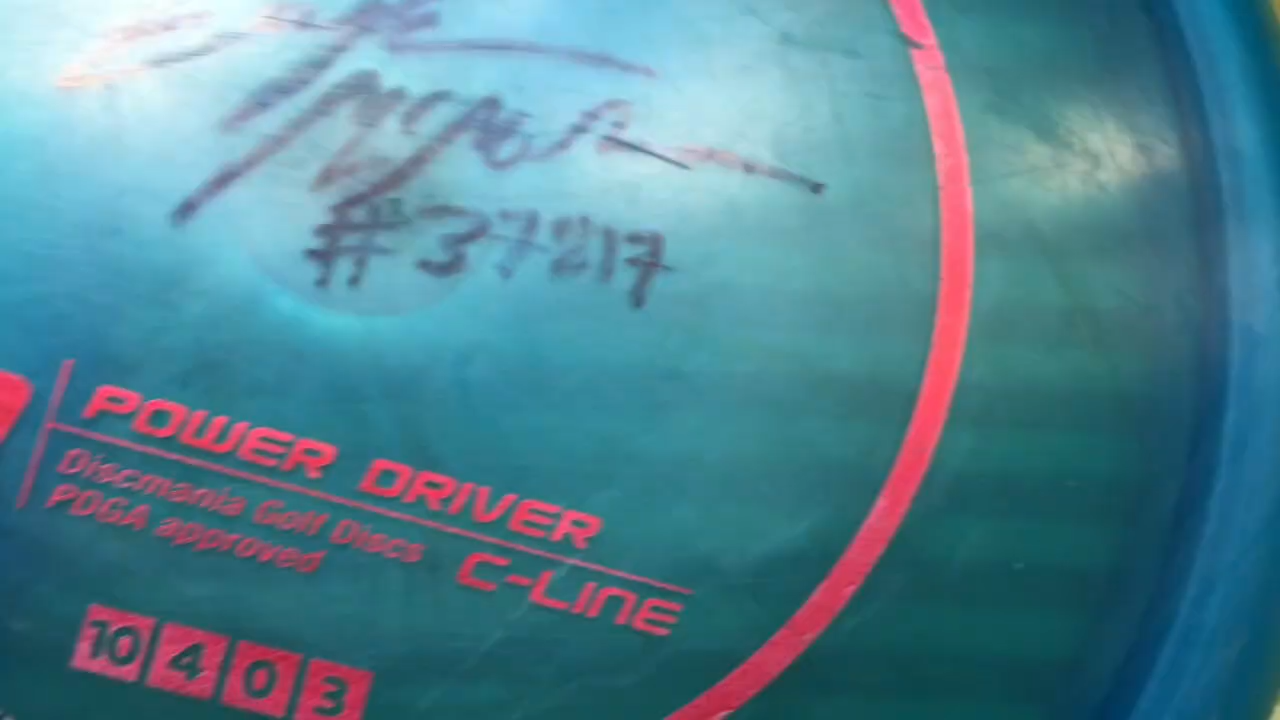 #37217
POWER DRIVER
Discmania Golf Discs
PDGA approved
C-LINE
10 4 0 3